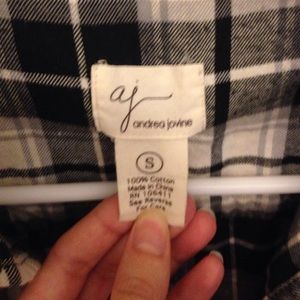 aj
andrea jovine
S
100% Cotton
Made in China
RN 106411
See Reverse
For Care